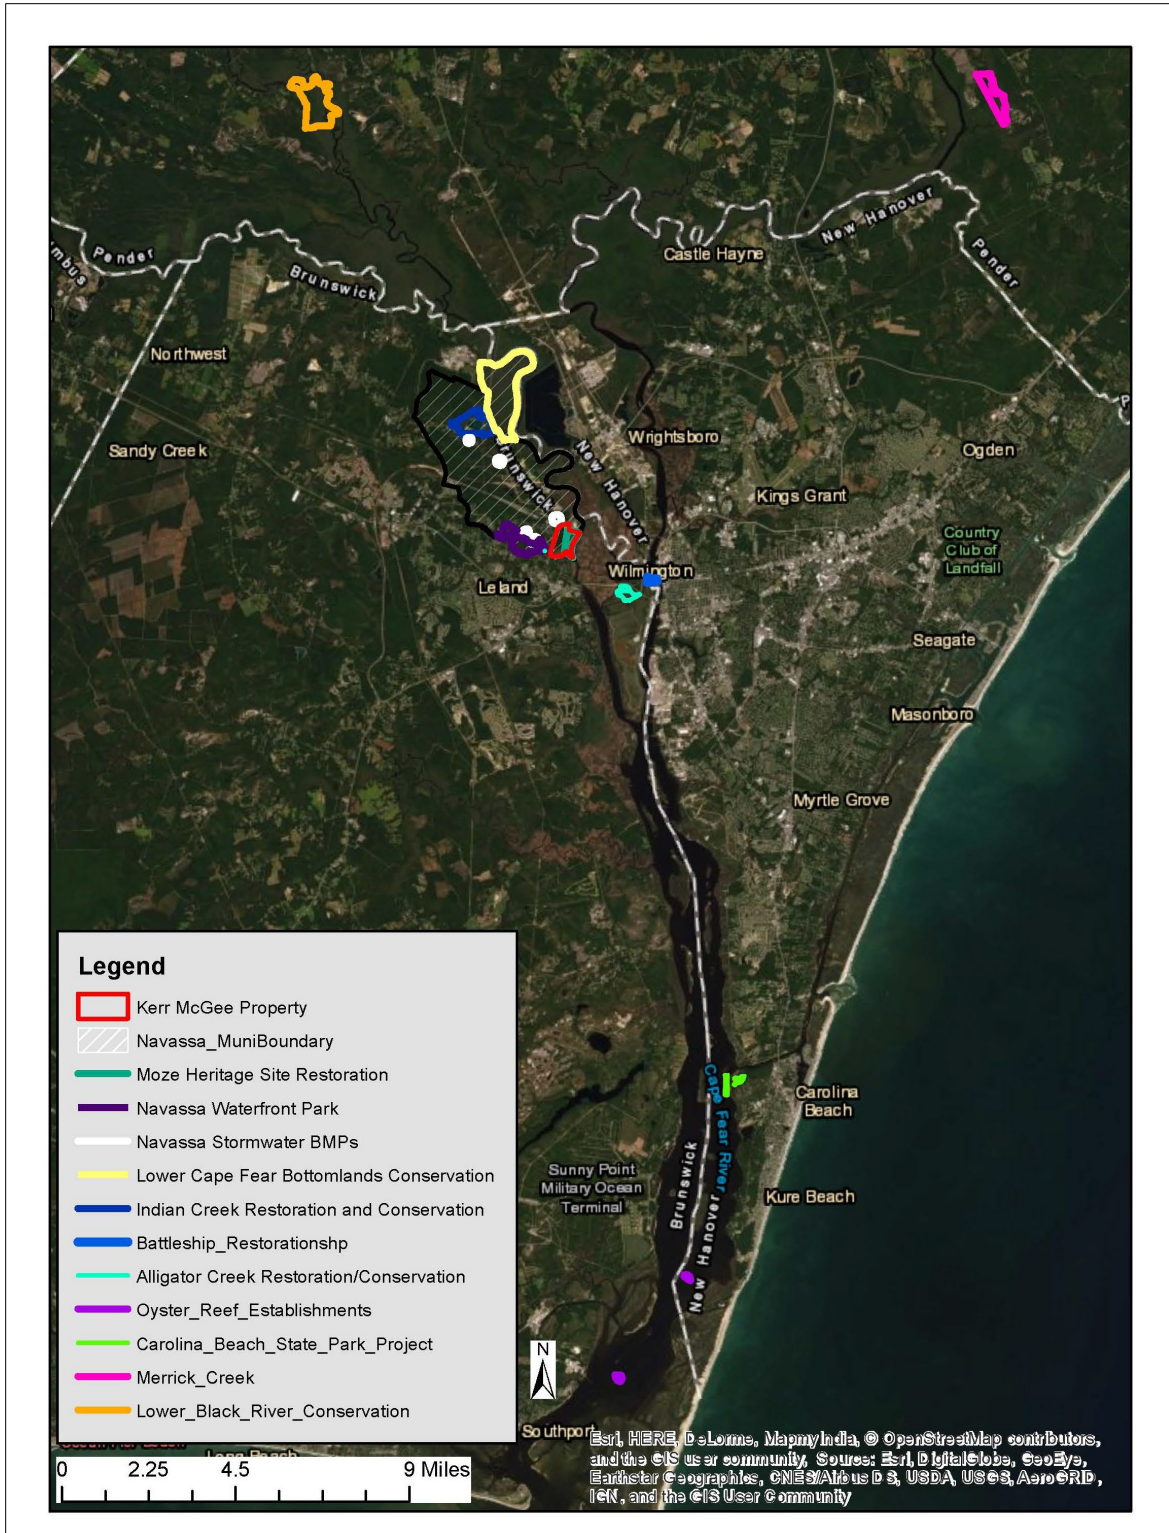 Pender
New Hanover
mbus
Brunswick
Castle Hayne
Pender
Northwest
P
Sandy Creek
Wrightsboro
Ogden
New Hanover
runswick
Kings Grant
Country
Club of
Landfall
Wilmington
Leland
Seagate
Masonboro
Myrtle Grove
Legend
Kerr McGee Property
Navassa_MuniBoundary
Moze Heritage Site Restoration
Navassa Waterfront Park
Navassa Stormwater BMPs
Lower Cape Fear Bottomlands Conservation
Indian Creek Restoration and Conservation
Battleship_Restorationshp
Alligator Creek Restoration/Conservation
Oyster_Reef_Establishments
Carolina_Beach_State_Park_Project
Merrick_Creek
Lower_Black_River_Conservation
Cape Fear River
Carolina
Beach
Sunny Point
Military Ocean
Terminal
Brunswick
New Hanover
Kure Beach
N
Southport
Long Beach
0 2.25 4.5 9 Miles
Esri, HERE, DeLorme, MapmyIndia, © OpenStreetMap contributors,
and the GIS user community, Source: Esri, DigitalGlobe, GeoEye,
Earthstar Geographics, CNES/Airbus DS, USDA, USGS, AeroGRID,
IGN, and the GIS User Community